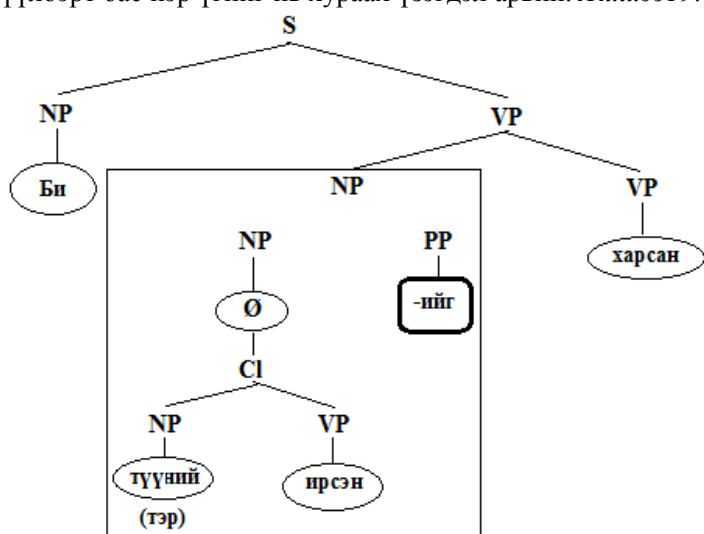 S
NP VP
Би NP VP
NP PP харсан
Ø -ийг
Cl
NP VP
түүний ирсэн
(тэр)